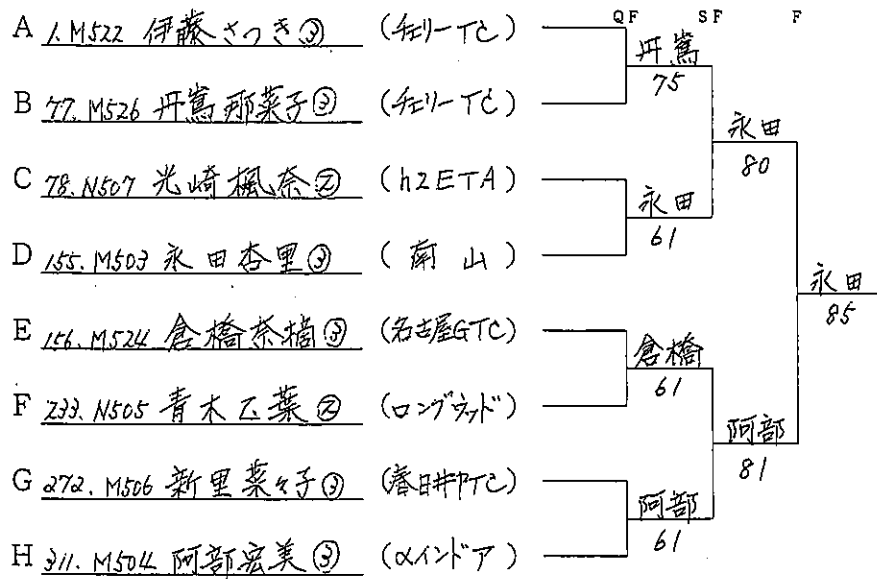 QF SF F
A 1. M522 伊藤さつき③ (チェリーTC)
丹嶌
75
B 77. M526 丹嶌那菜子③ (チェリーTC)
永田
80
C 78. N507 光崎楓奈② (h2ETA)
永田
61
D 155. M503 永田杏里③ (南山)
永田
85
E 156. M524 倉橋奈摘③ (名古屋GTC)
倉橋
61
F 233. N505 青木乙葉② (ロングウッド)
阿部
81
G 272. M506 新里菜々子③ (春日井PTC)
阿部
61
H 311. M504 阿部宏美③ (αインドア)